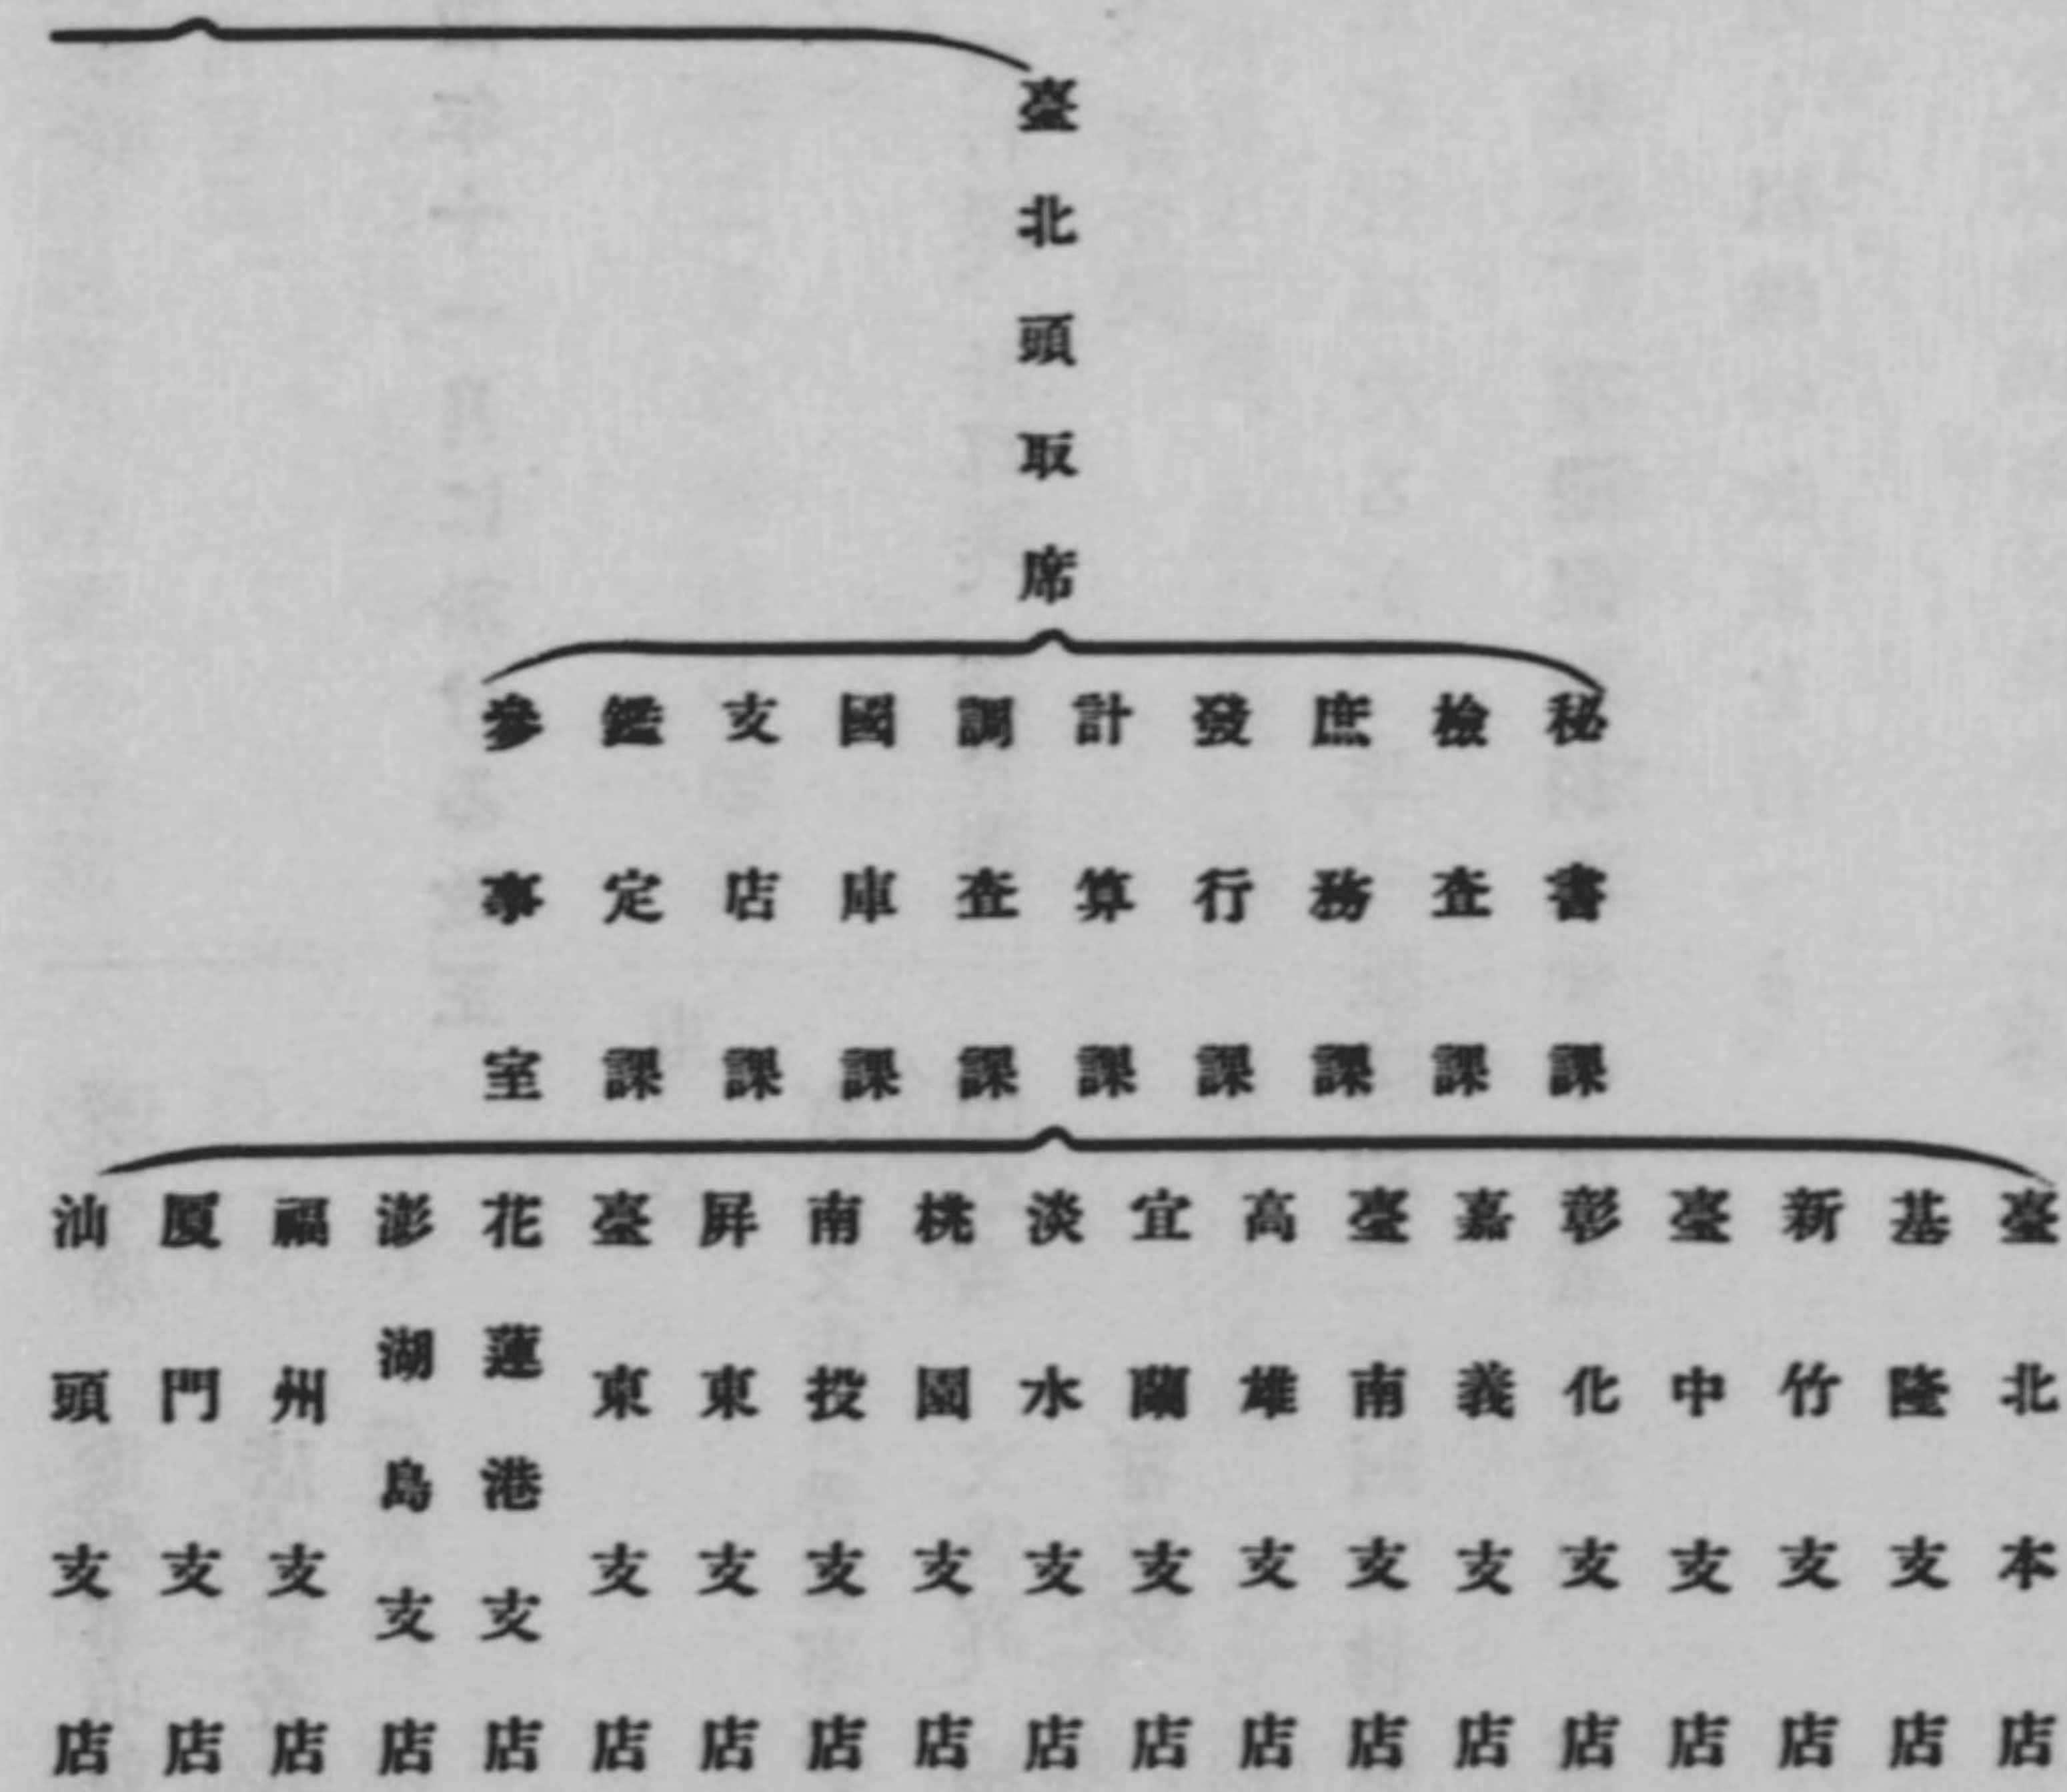 臺北頭取席
秘書課
檢查課
庶務課
發行課
計算課
調查課
國庫課
支店課
鑑定課
參事室
臺北本店
基隆支店
新竹支店
臺中支店
彰化支店
嘉義支店
臺南支店
高雄支店
宜蘭支店
淡水支店
桃園支店
南投支店
屏東支店
臺東支店
花蓮港支店
澎湖島支店
福州支店
厦門支店
汕頭支店